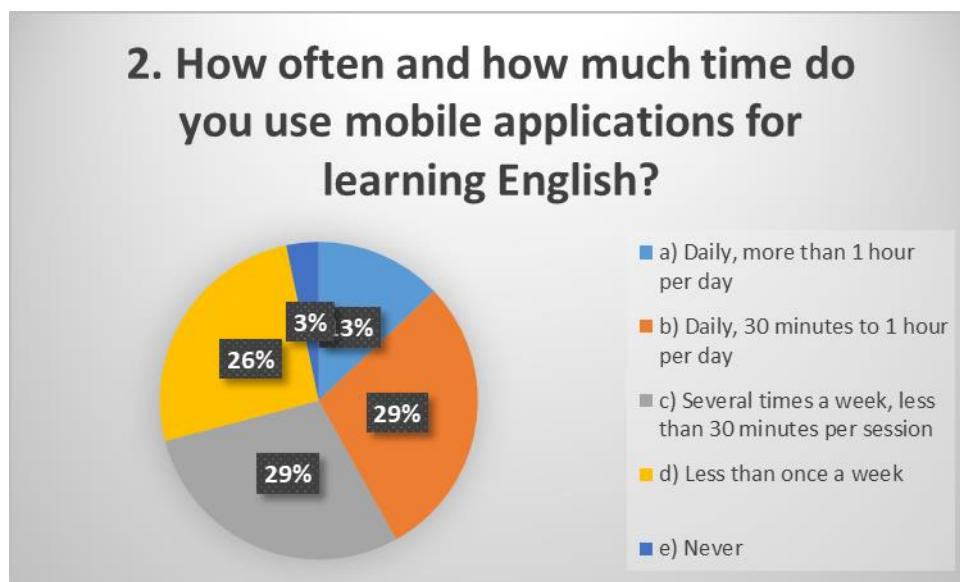 2. How often and how much time do
you use mobile applications for
learning English?
3%
13%
26%
29%
29%
a) Daily, more than 1 hour
per day
b) Daily, 30 minutes to 1 hour
per day
c) Several times a week, less
than 30 minutes per session
d) Less than once a week
e) Never